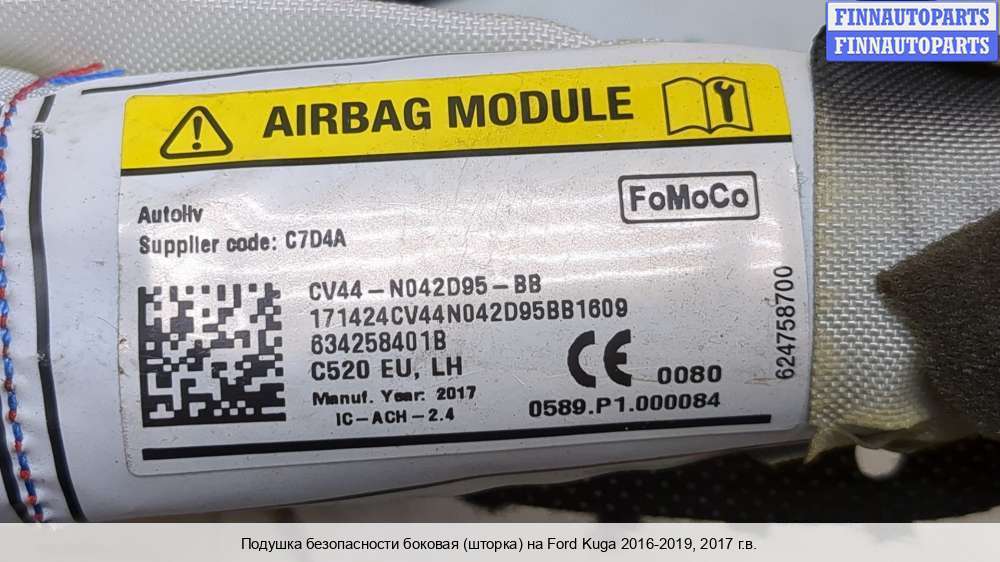 FINNAUTOPARTS
FINNAUTOPARTS
AIRBAG MODULE
FoMoCo
Autoliv
Supplier code: C7D4A
CV44-N042D95-BB
171424CV44N042D95BB1609
634258401B
C520 EU, LH
Manuf. Year: 2017
IC-ACH-2.4
CE 0080
0589.P1.000084
624758700
Подушка безопасности боковая (шторка) на Ford Kuga 2016-2019, 2017 г.в.